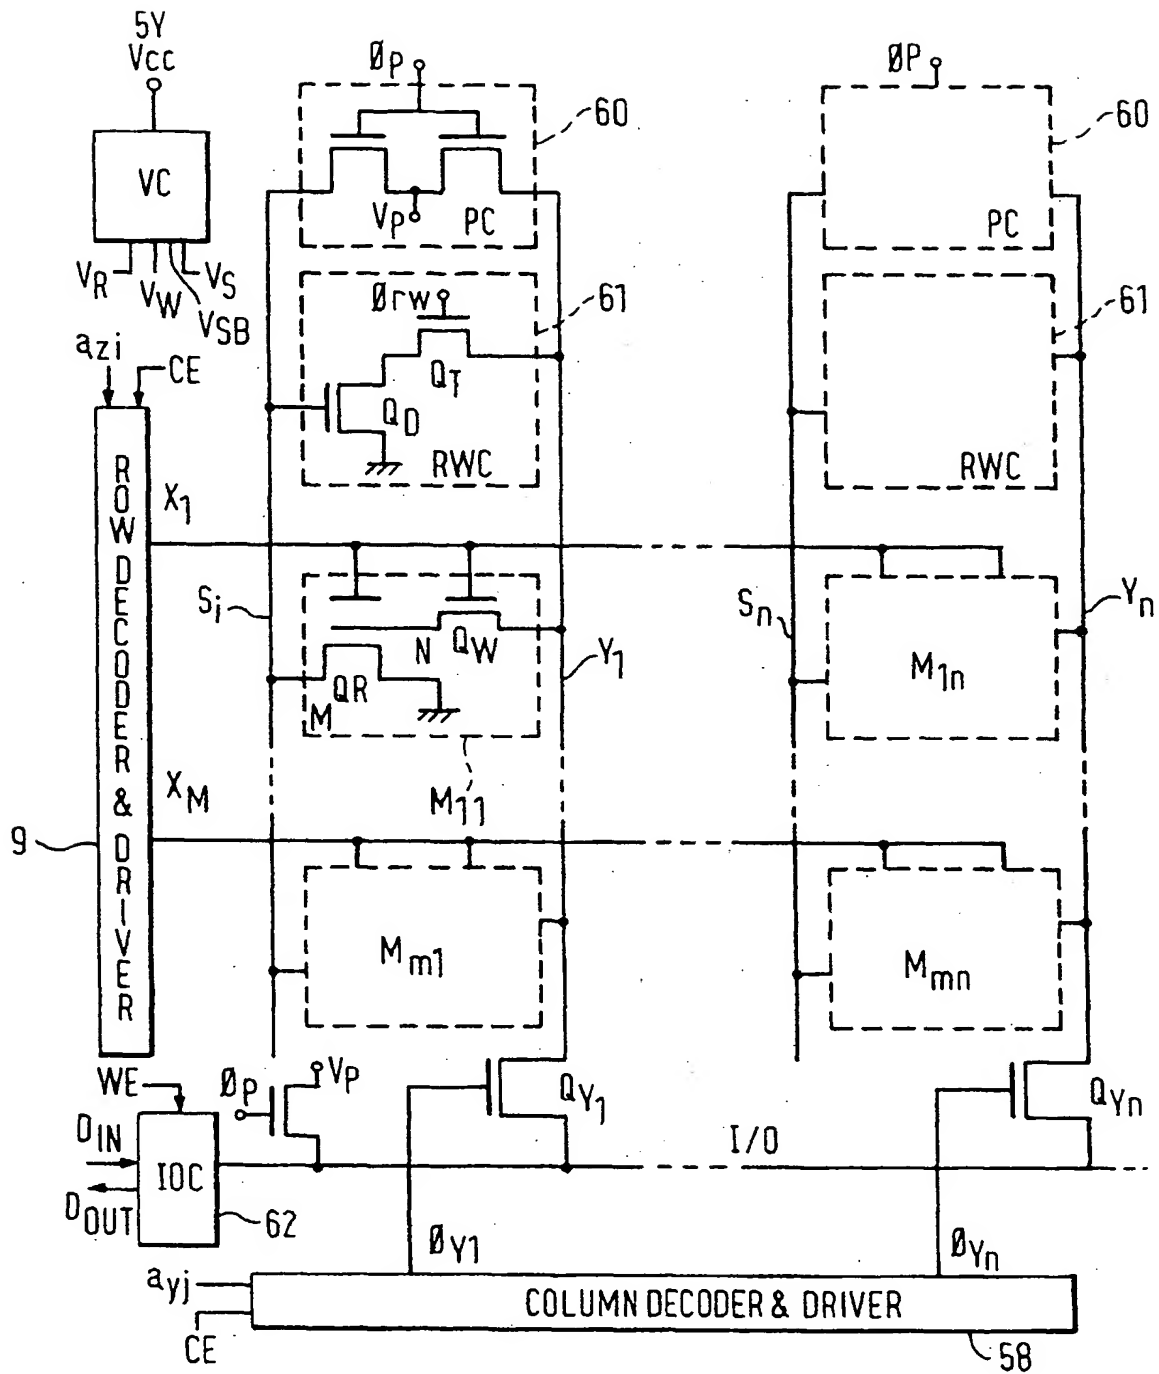 5Y
Vcc
VC
VR
VW
VSB
VS
Øp
60
Vp
PC
ØP
60
PC
Ørw
61
QT
QD
RWC
61
RWC
azi
CE
ROW DECODER & DRIVER
9
X1
Si
N
QW
QR
M
Y1
M11
Sn
M1n
Yn
XM
Mm1
Mmn
WE
Øp
Vp
QY1
QYn
DIN
DOUT
IOC
62
I/O
ØY1
ØYn
ayj
CE
COLUMN DECODER & DRIVER
58